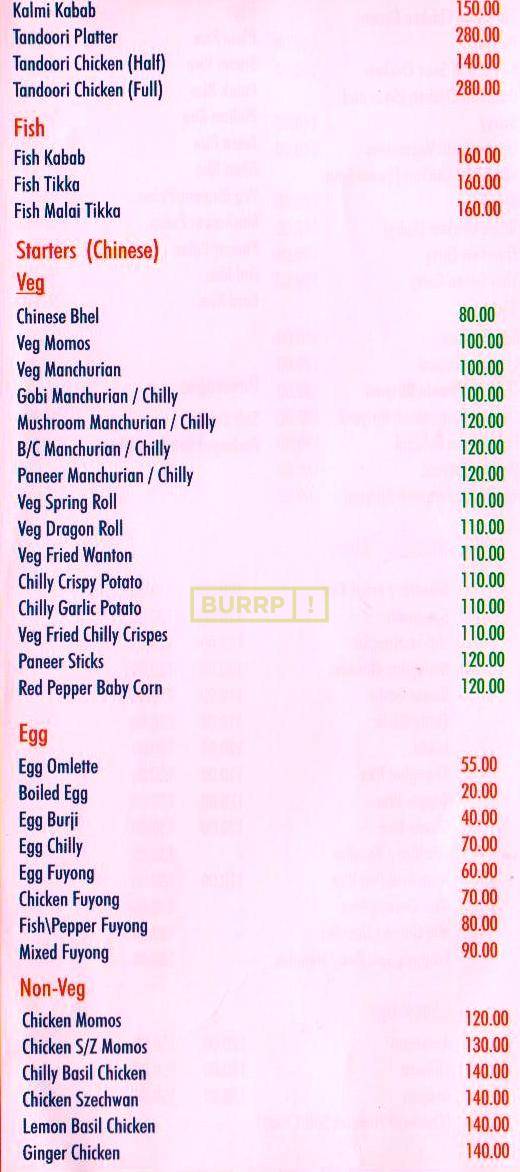 Kalmi Kabab 150.00
Tandoori Platter 280.00
Tandoori Chicken (Half) 140.00
Tandoori Chicken (Full) 280.00
Fish
Fish Kabab 160.00
Fish Tikka 160.00
Fish Malai Tikka 160.00
Starters (Chinese)
Veg
Chinese Bhel 80.00
Veg Momos 100.00
Veg Manchurian 100.00
Gobi Manchurian / Chilly 100.00
Mushroom Manchurian / Chilly 120.00
B/C Manchurian / Chilly 120.00
Paneer Manchurian / Chilly 120.00
Veg Spring Roll 110.00
Veg Dragon Roll 110.00
Veg Fried Wanton 110.00
Chilly Crispy Potato 110.00
Chilly Garlic Potato 110.00
BURRP!
Veg Fried Chilly Crispes 110.00
Paneer Sticks 120.00
Red Pepper Baby Corn 120.00
Egg
Egg Omlette 55.00
Boiled Egg 20.00
Egg Burji 40.00
Egg Chilly 70.00
Egg Fuyong 60.00
Chicken Fuyong 70.00
Fish\Pepper Fuyong 80.00
Mixed Fuyong 90.00
Non-Veg
Chicken Momos 120.00
Chicken S/Z Momos 130.00
Chilly Basil Chicken 140.00
Chicken Szechwan 140.00
Lemon Basil Chicken 140.00
Ginger Chicken 140.00